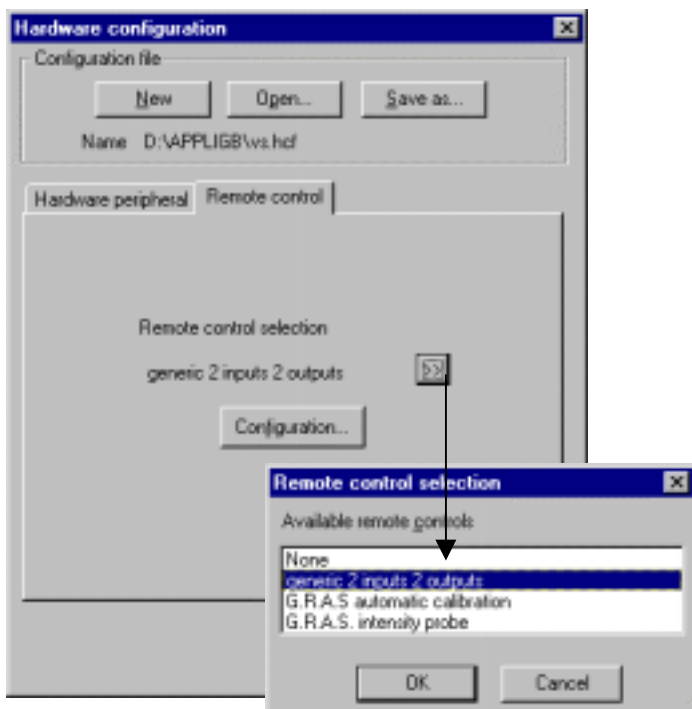 Hardware configuration
Configuration file
New Open... Save as...
Name D:\APPLIGB\vs.hcf
Hardware peripheral Remote control
Remote control selection
generic 2 inputs 2 outputs >>
Configuration...
Remote control selection
Available remote controls
None
generic 2 inputs 2 outputs
G.R.A.S automatic calibration
G.R.A.S. intensity probe
OK Cancel